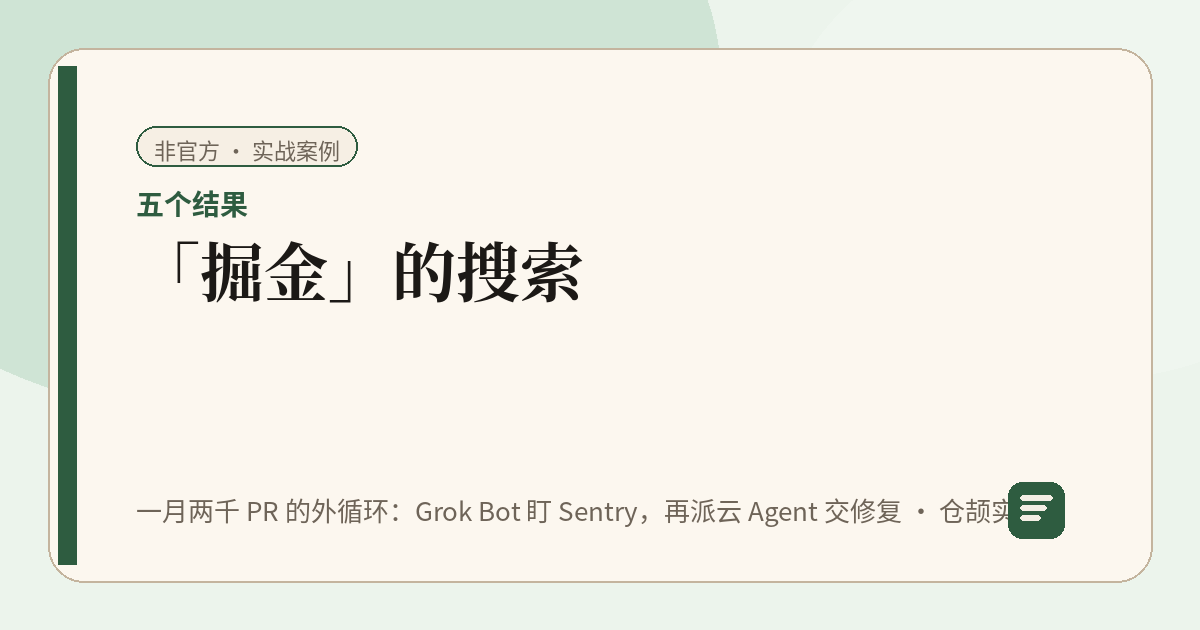 非官方 · 实战案例
五个结果
「掘金」的搜索
一月两千 PR 的外循环：Grok Bot 盯 Sentry，再派云 Agent 交修复 · 仓颉实